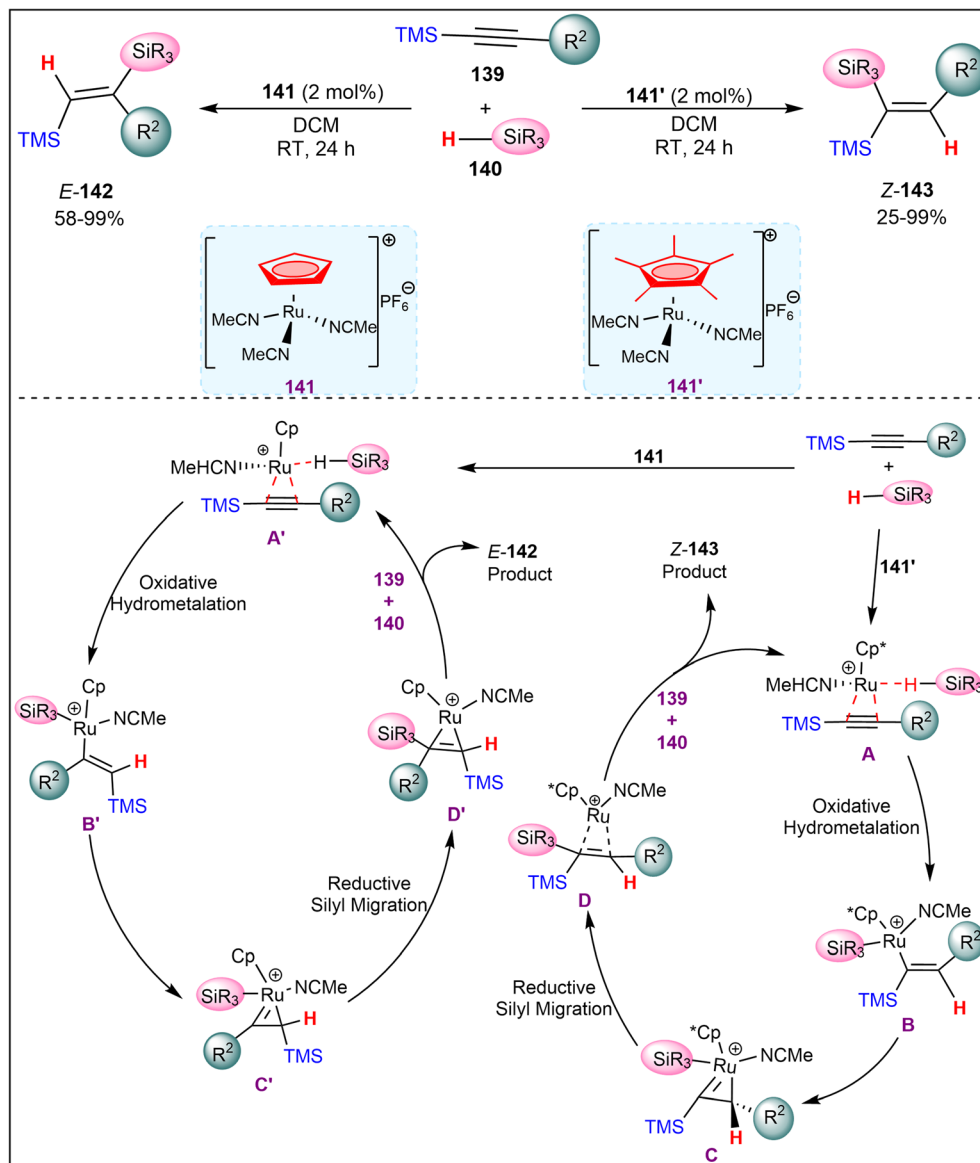 H
SiR3
TMS
R2
E-142
58-99%
141 (2 mol%)
DCM
RT, 24 h
TMS
R2
139
+
H
SiR3
140
141' (2 mol%)
DCM
RT, 24 h
SiR3
R2
TMS
H
Z-143
25-99%
⊕
PF6⊖
MeCN
Ru
NCMe
MeCN
141
⊕
PF6⊖
MeCN
Ru
NCMe
MeCN
141'
Cp
⊕
MeHCN
Ru
H
SiR3
TMS
R2
A'
141
TMS
R2
+
H
SiR3
141'
Oxidative
Hydrometalation
139
+
140
E-142
Product
Z-143
Product
Cp
SiR3
⊕
Ru
NCMe
R2
H
TMS
B'
Cp
⊕
Ru
NCMe
SiR3
H
R2
TMS
D'
139
+
140
Cp*
⊕
MeHCN
Ru
H
SiR3
TMS
R2
A
*Cp
⊕
NCMe
Ru
SiR3
R2
TMS
H
D
Oxidative
Hydrometalation
Reductive
Silyl Migration
Cp
⊕
SiR3
Ru
NCMe
H
R2
TMS
C'
Reductive
Silyl Migration
*Cp
⊕
NCMe
SiR3
Ru
R2
TMS
H
B
*Cp
⊕
SiR3
Ru
NCMe
TMS
R2
H
C